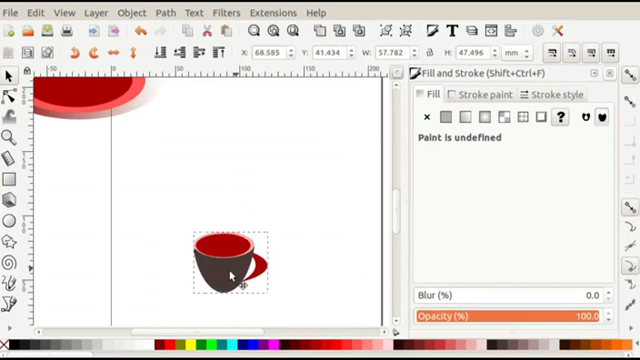 File Edit View Layer Object Path Text Filters Extensions Help
X: 68.585 Y: 41.434 W: 57.782 H: 47.496 mm
Fill and Stroke (Shift+Ctrl+F)
Fill Stroke paint Stroke style
Paint is undefined
Blur (%) 0.0
Opacity (%) 100.0